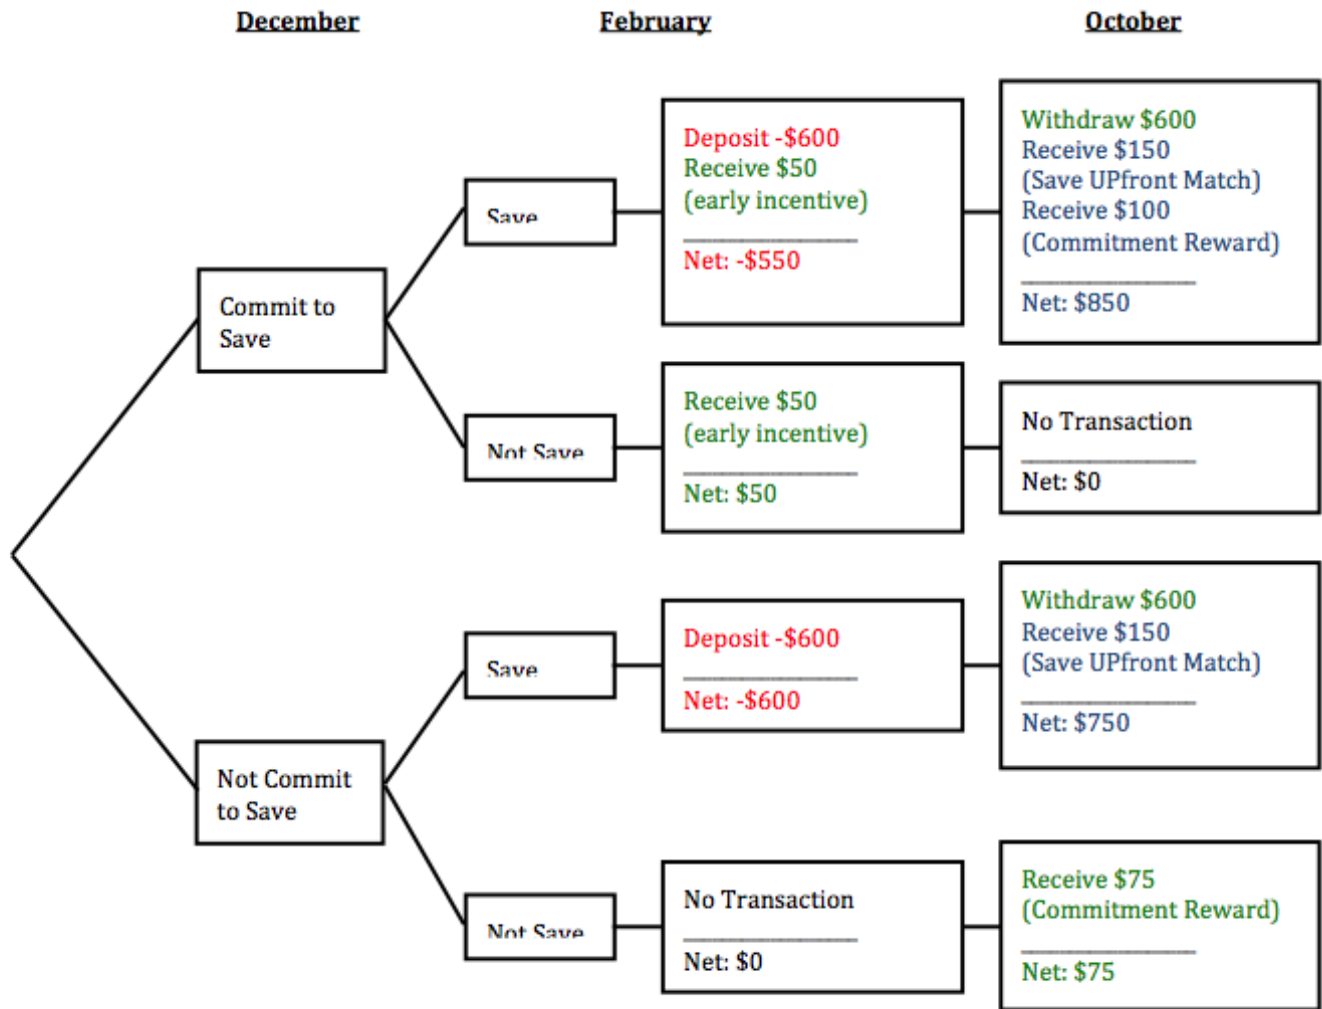 December
February
October
Commit to
Save
Save
Deposit -$600
Receive $50
(early incentive)
Net: -$550
Withdraw $600
Receive $150
(Save UPfront Match)
Receive $100
(Commitment Reward)
Net: $850
Not Save
Receive $50
(early incentive)
Net: $50
No Transaction
Net: $0
Not Commit
to Save
Save
Deposit -$600
Net: -$600
Withdraw $600
Receive $150
(Save UPfront Match)
Net: $750
Not Save
No Transaction
Net: $0
Receive $75
(Commitment Reward)
Net: $75